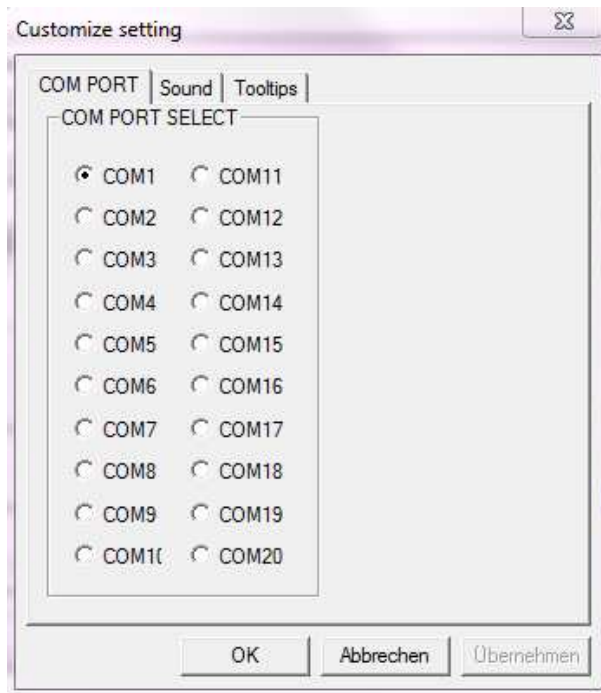 Customize setting
COM PORT Sound Tooltips
COM PORT SELECT
COM1 COM11
COM2 COM12
COM3 COM13
COM4 COM14
COM5 COM15
COM6 COM16
COM7 COM17
COM8 COM18
COM9 COM19
COM1( COM20
OK Abbrechen Übernehmen